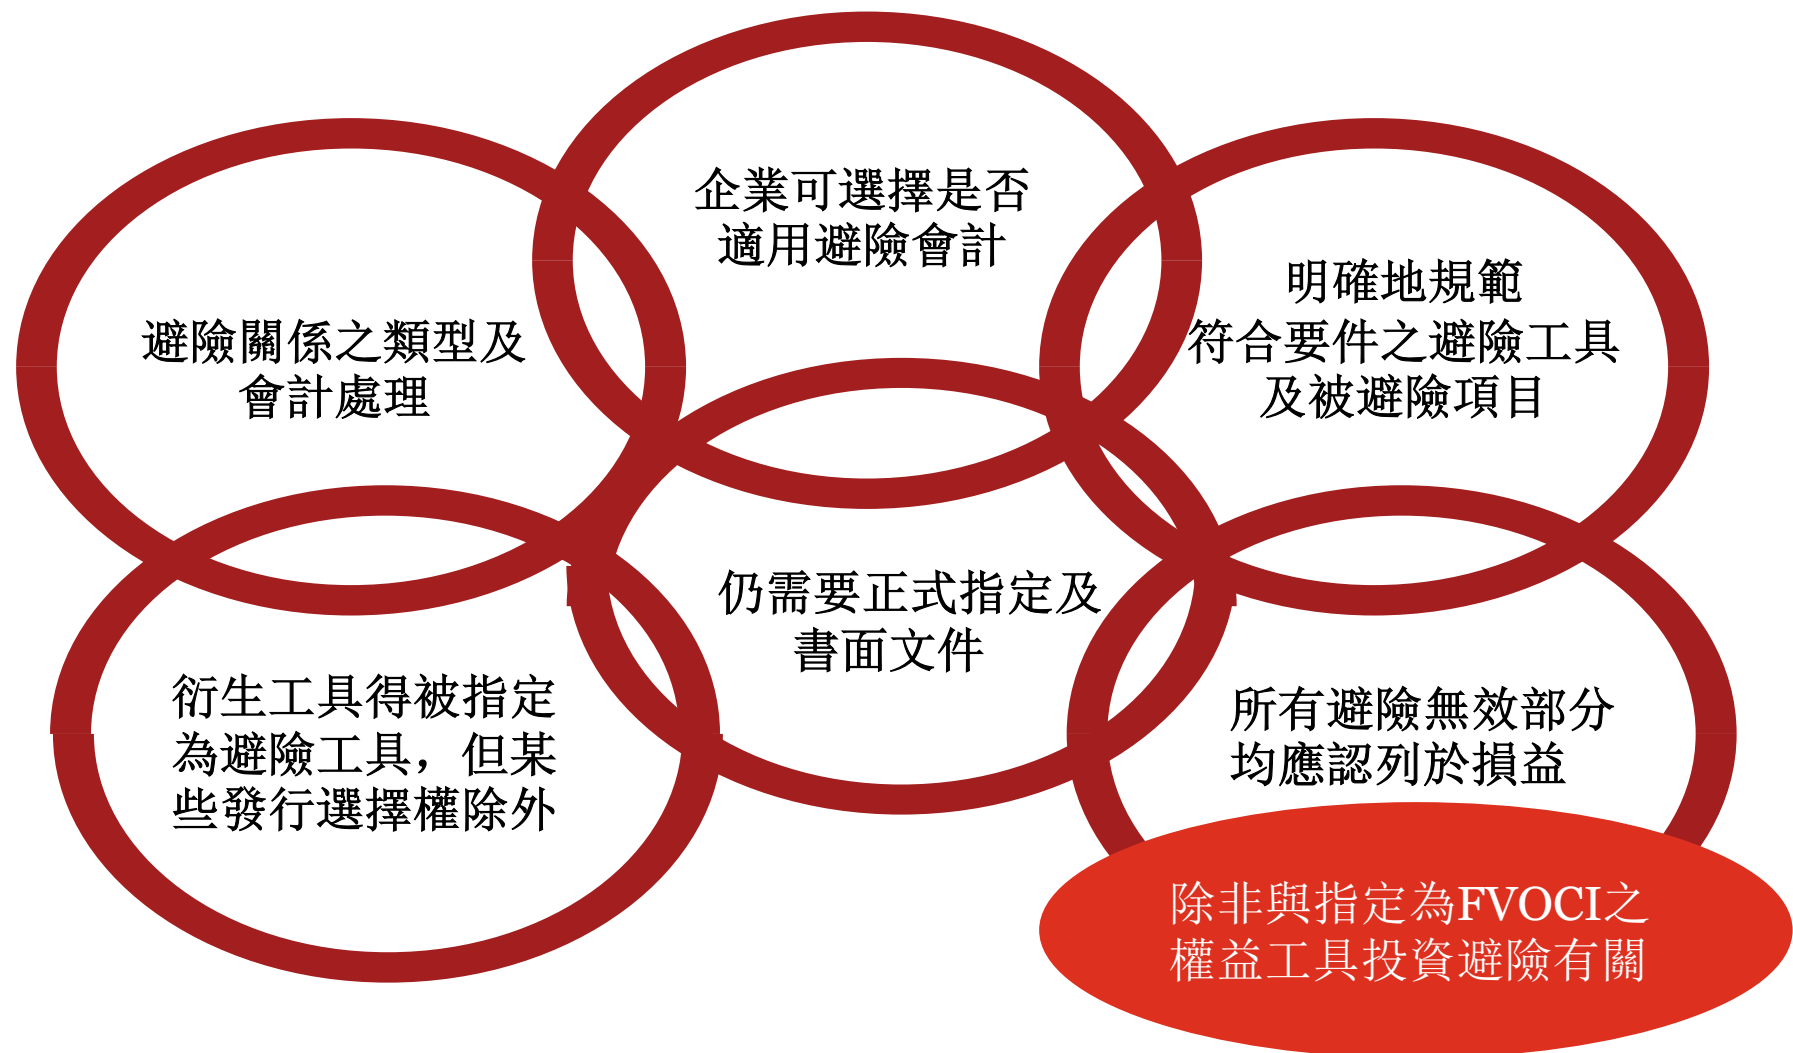 企業可選擇是否
適用避險會計
避險關係之類型及
會計處理
明確地規範
符合要件之避險工具
及被避險項目
衍生工具得被指定
為避險工具，但某
些發行選擇權除外
仍需要正式指定及
書面文件
所有避險無效部分
均應認列於損益
除非與指定為FVOCI之
權益工具投資避險有關